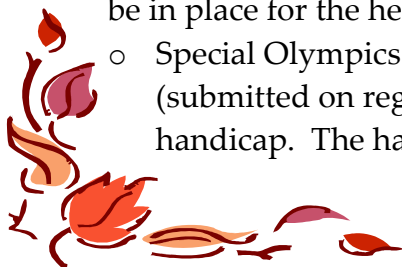 be in place for the he
○ Special Olympics
(submitted on reg
handicap. The ha